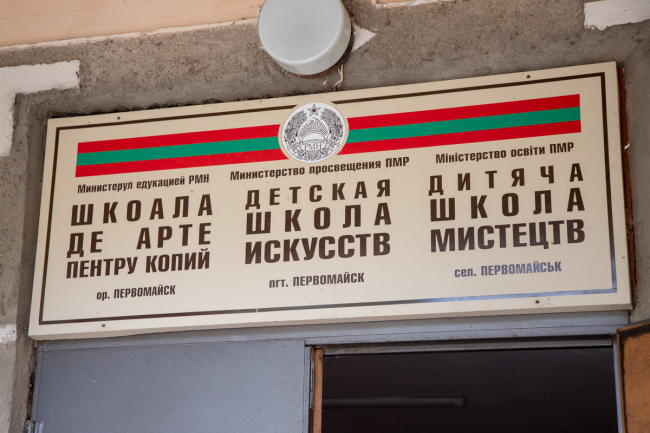 РМН
Министерул едукацией РМН
ШКОАЛА
ДЕ АРТЕ
ПЕНТРУ КОПИЙ
ор. ПЕРВОМАЙСК
Министерство просвещения ПМР
ДЕТСКАЯ
ШКОЛА
ИСКУССТВ
пгт. ПЕРВОМАЙСК
Міністерство освіти ПМР
ДИТЯЧА
ШКОЛА
МИСТЕЦТВ
сел. ПЕРВОМАЙСЬК